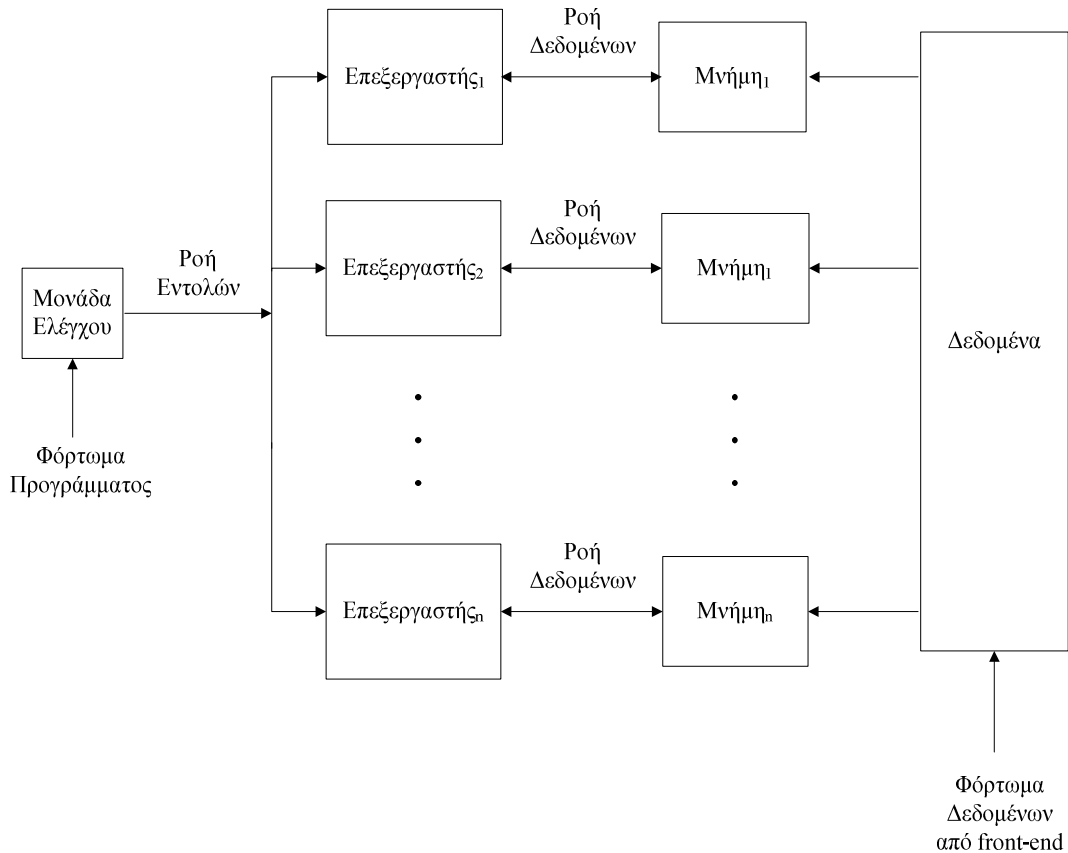 Ροή
Δεδομένων
Επεξεργαστής₁
Μνήμη₁
Ροή
Δεδομένων
Επεξεργαστής₂
Μνήμη₁
Ροή
Εντολών
Μονάδα
Ελέγχου
Δεδομένα
Φόρτωμα
Προγράμματος
Ροή
Δεδομένων
Επεξεργαστήςₙ
Μνήμηₙ
Φόρτωμα
Δεδομένων
από front-end